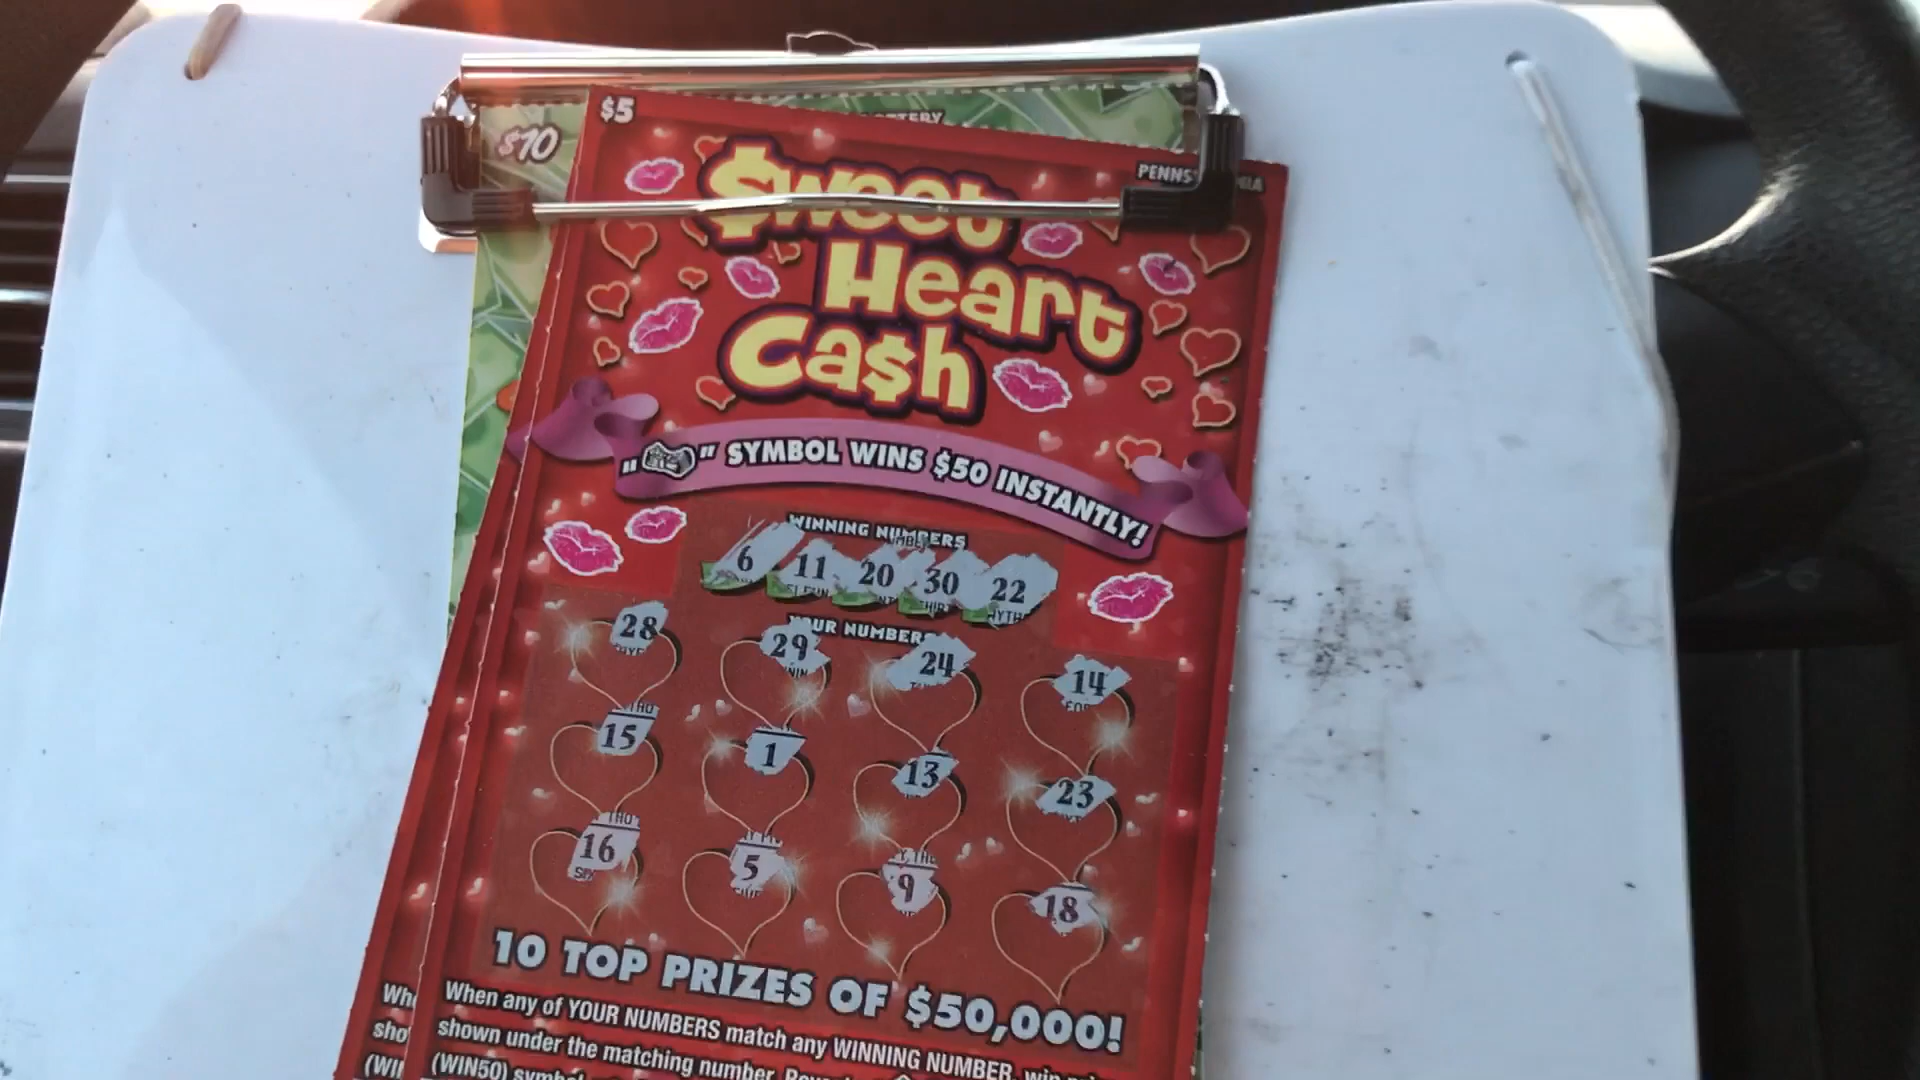 $10
$5
$weet
Heart
Ca$h
" " SYMBOL WINS $50 INSTANTLY!
WINNING NUMBERS
6 11 20 30 22
YOUR NUMBERS
28 29 24 14
15 1 13 23
16 5 9 18
10 TOP PRIZES OF $50,000!
When any of YOUR NUMBERS match any WINNING NUMBER, win
shown under the matching number.
(WIN50) symbol